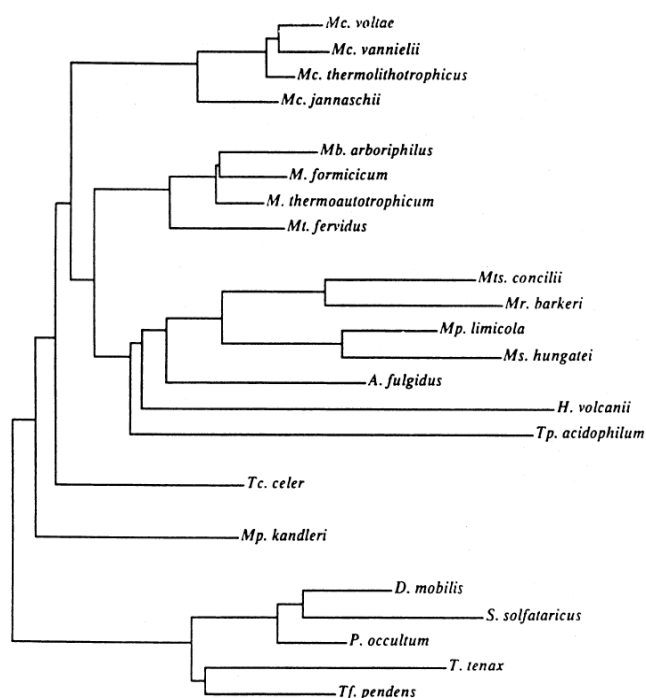 Mc. voltae
Mc. vannielii
Mc. thermolithotrophicus
Mc. jannaschii
Mb. arboriphilus
M. formicicum
M. thermoautotrophicum
Mt. fervidus
Mts. concilii
Mr. barkeri
Mp. limicola
Ms. hungatei
A. fulgidus
H. volcanii
Tp. acidophilum
Tc. celer
Mp. kandleri
D. mobilis
S. solfataricus
P. occultum
T. tenax
Tf. pendens